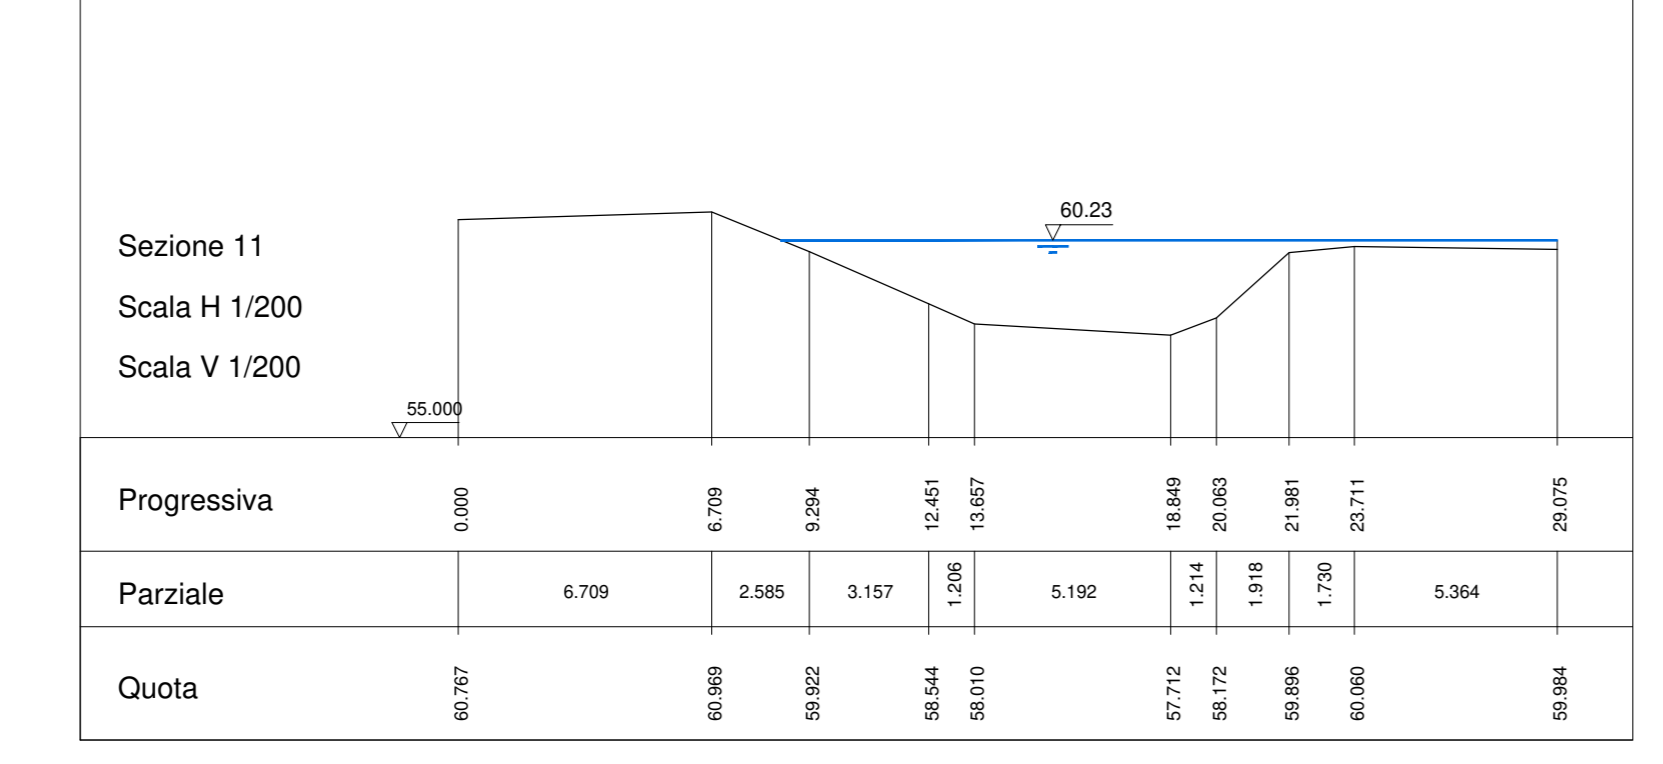 60.23
Sezione 11
Scala H 1/200
Scala V 1/200
55.000
Progressiva 0.000 6.709 9.294 12.451 13.657 18.849 20.063 21.981 23.711 29.075
Parziale 6.709 2.585 3.157 1.206 5.192 1.214 1.918 1.730 5.364
Quota 60.767 60.969 59.922 58.544 58.010 57.712 58.172 59.896 60.060 59.984